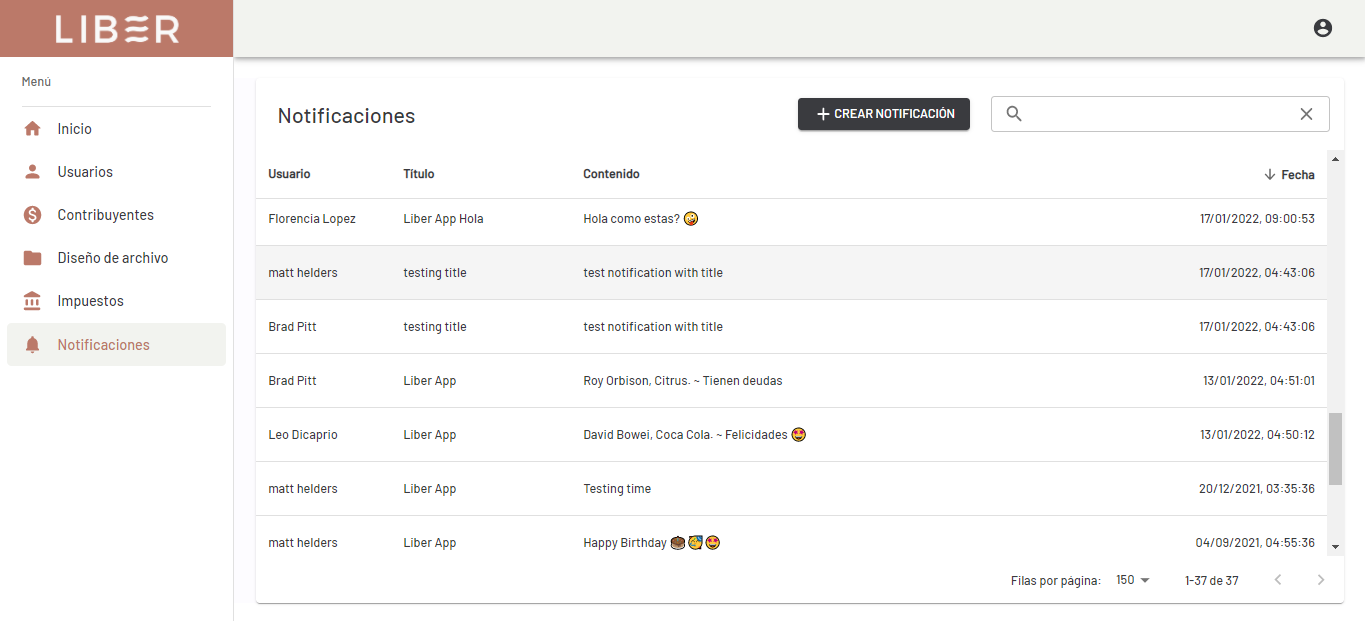 LIBER
Menú
Inicio
Usuarios
Contribuyentes
Diseño de archivo
Impuestos
Notificaciones
Notificaciones
CREAR NOTIFICACIÓN
Usuario Título Contenido Fecha
Florencia Lopez Liber App Hola Hola como estas? 🤪 17/01/2022, 09:00:53
matt helders testing title test notification with title 17/01/2022, 04:43:06
Brad Pitt testing title test notification with title 17/01/2022, 04:43:06
Brad Pitt Liber App Roy Orbison, Citrus. ~ Tienen deudas 13/01/2022, 04:51:01
Leo Dicaprio Liber App David Bowei, Coca Cola. ~ Felicidades 🤩 13/01/2022, 04:50:12
matt helders Liber App Testing time 20/12/2021, 03:35:36
matt helders Liber App Happy Birthday 🎂🥳🤩 04/09/2021, 04:55:36
Filas por página: 150 1-37 de 37